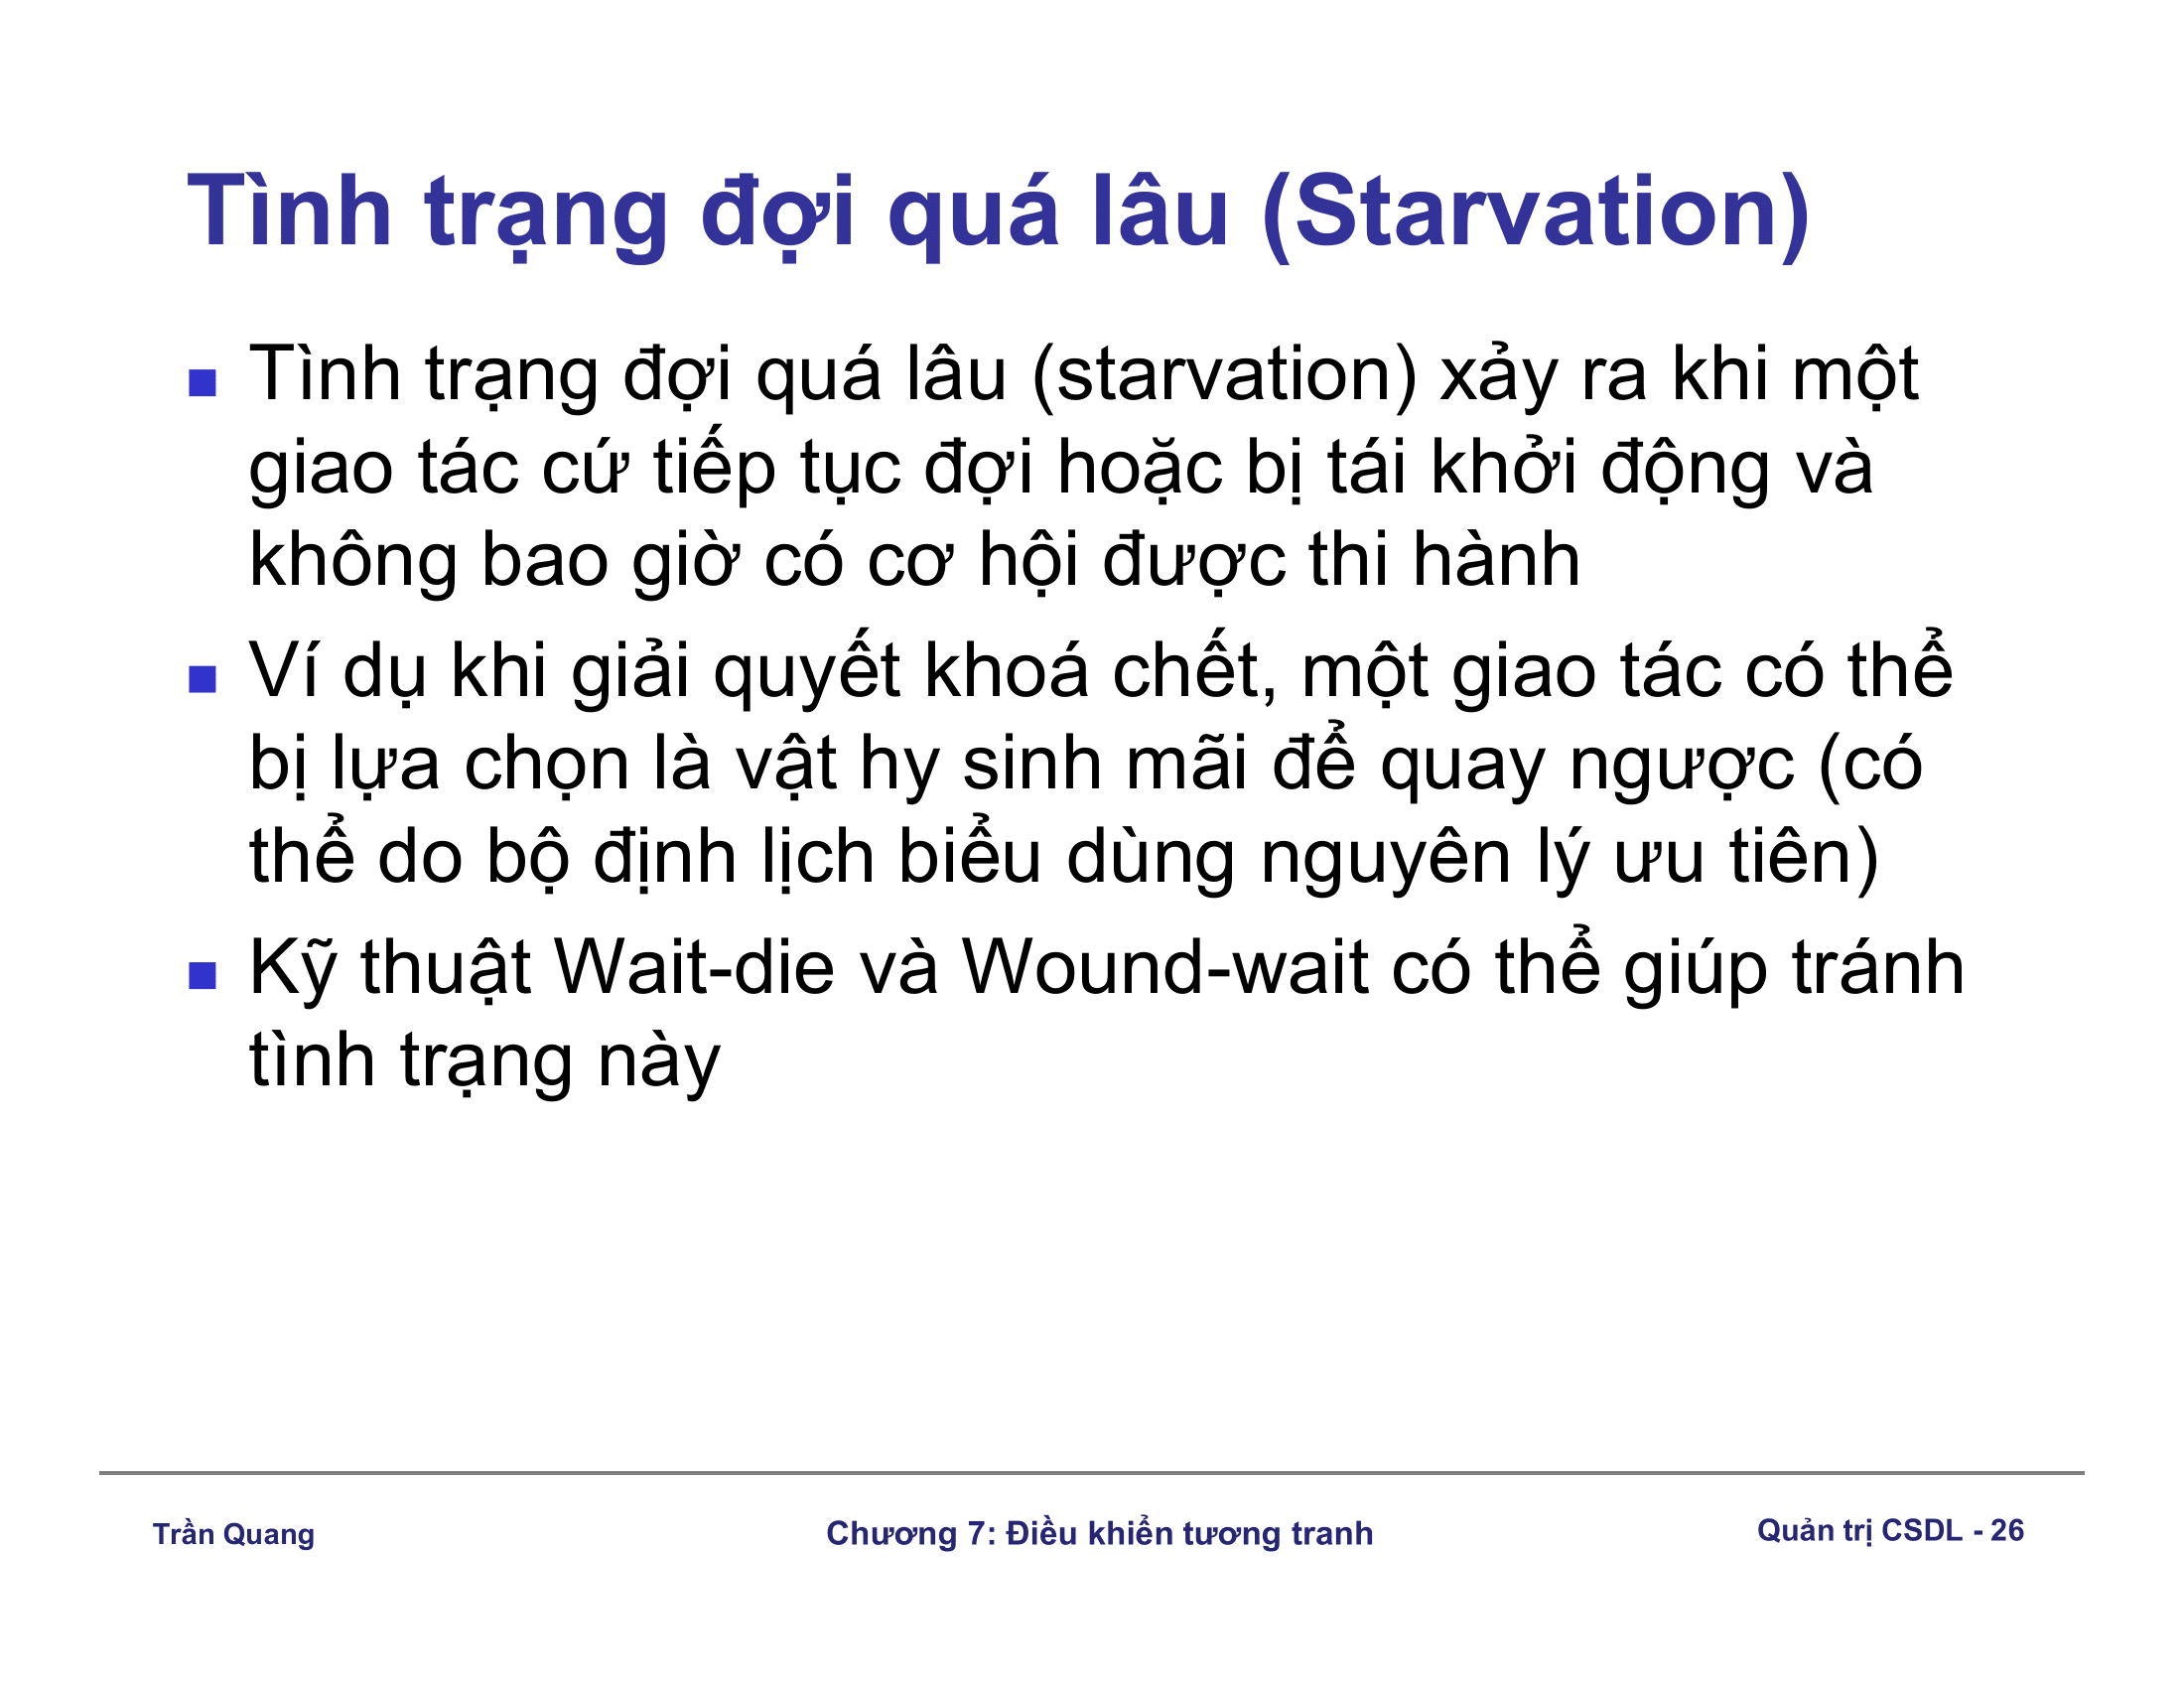 Tình trạng đợi quá lâu (Starvation)
Tình trạng đợi quá lâu (starvation) xảy ra khi một
giao tác cứ tiếp tục đợi hoặc bị tái khởi động và
không bao giờ có cơ hội được thi hành
Ví dụ khi giải quyết khoá chết, một giao tác có thể
bị lựa chọn là vật hy sinh mãi để quay ngược (có
thể do bộ định lịch biểu dùng nguyên lý ưu tiên)
Kỹ thuật Wait-die và Wound-wait có thể giúp tránh
tình trạng này
Trần Quang
Chương 7: Điều khiển tương tranh
Quản trị CSDL - 26